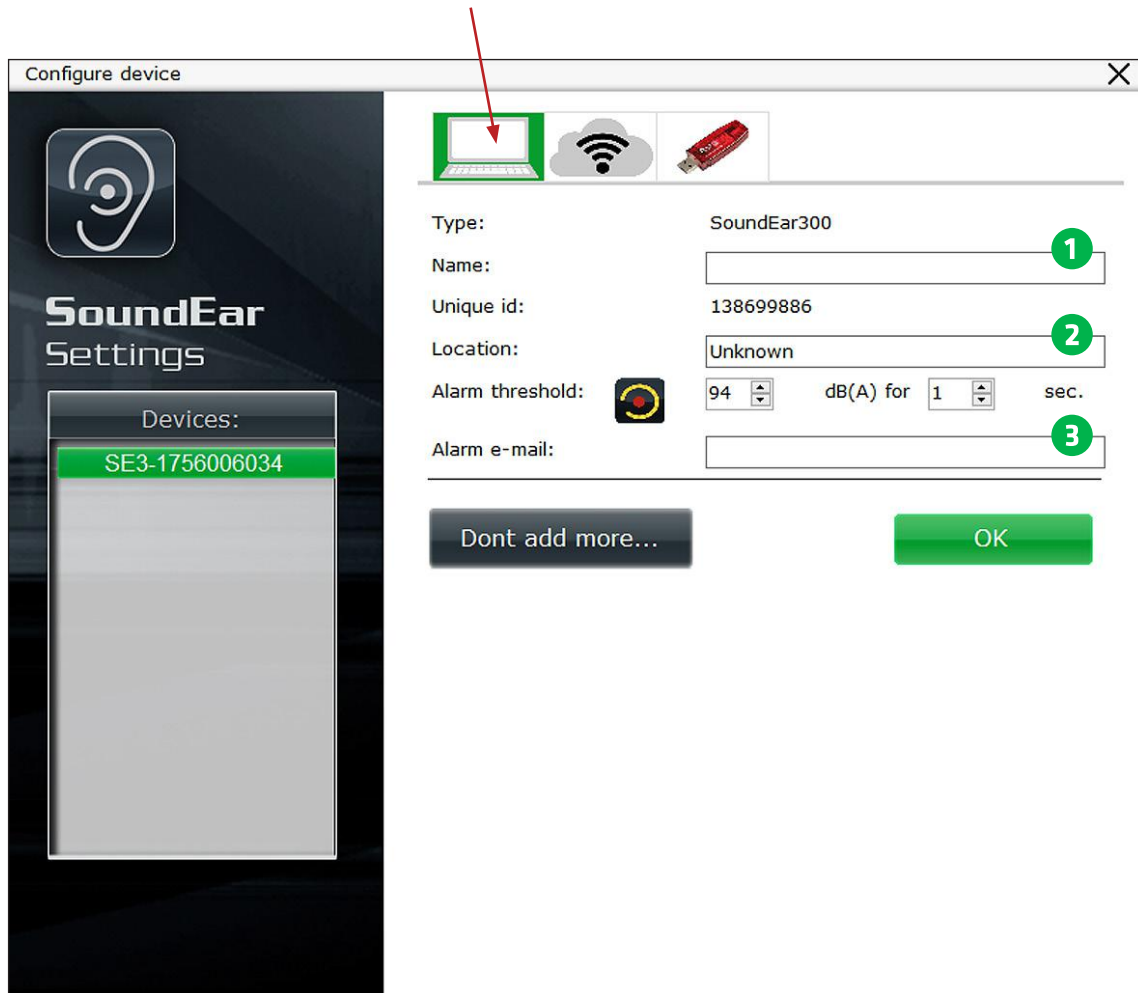 Configure device
SoundEar
Settings
Devices:
SE3-1756006034
Type: SoundEar300
Name: 1
Unique id: 138699886
Location: Unknown 2
Alarm threshold: 94 dB(A) for 1 sec.
Alarm e-mail: 3
Dont add more... OK